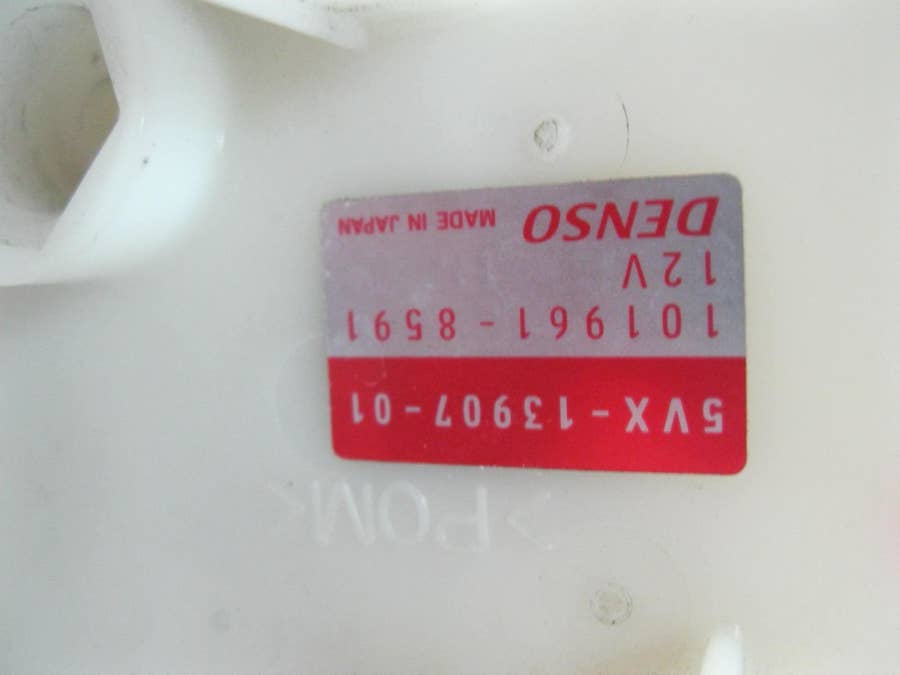 DENSO MADE IN JAPAN
12V
101961-8591
5VX-13907-01
>POM<